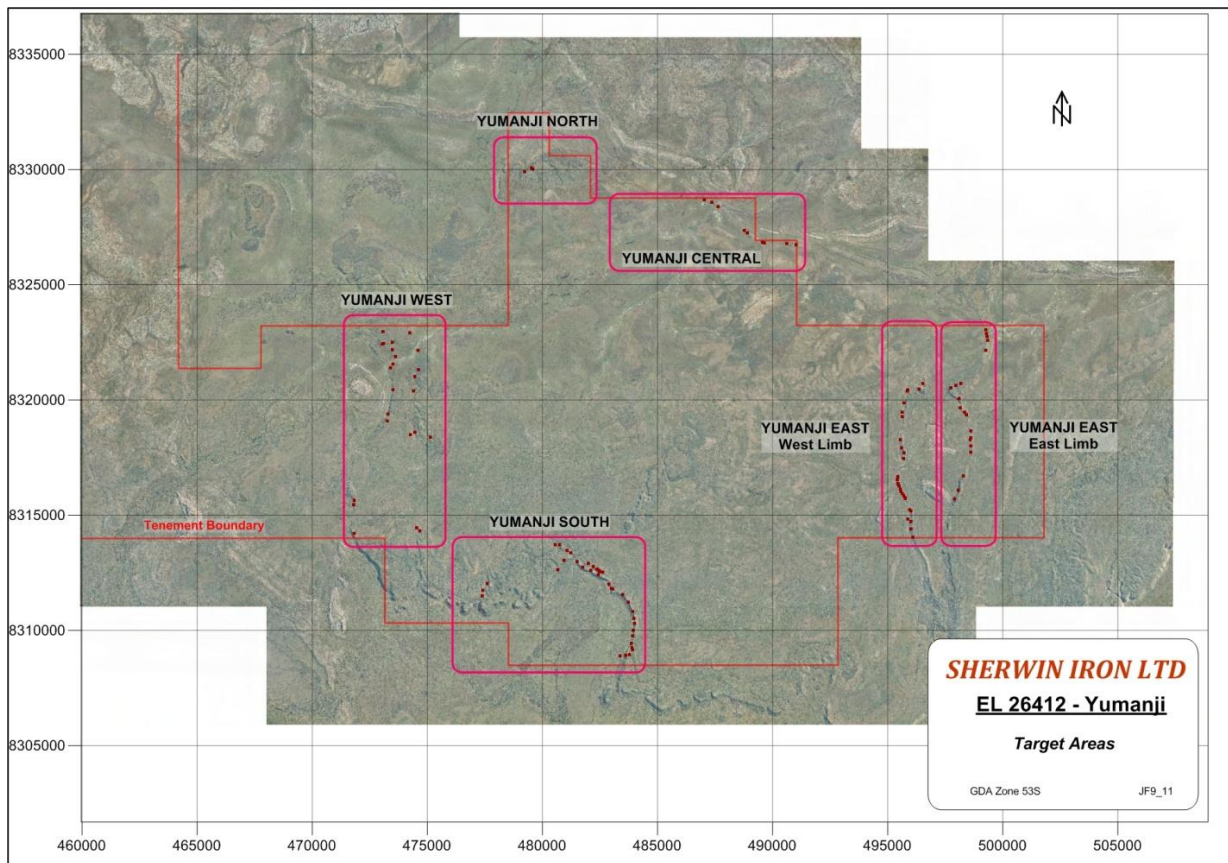 8335000
8330000
8325000
8320000
8315000
8310000
8305000
460000
465000
470000
475000
480000
485000
490000
495000
500000
505000
N
YUMANJI NORTH
YUMANJI CENTRAL
YUMANJI WEST
YUMANJI EAST
West Limb
YUMANJI EAST
East Limb
Tenement Boundary
YUMANJI SOUTH
SHERWIN IRON LTD
EL 26412 - Yumanji
Target Areas
GDA Zone 53S
JF9_11